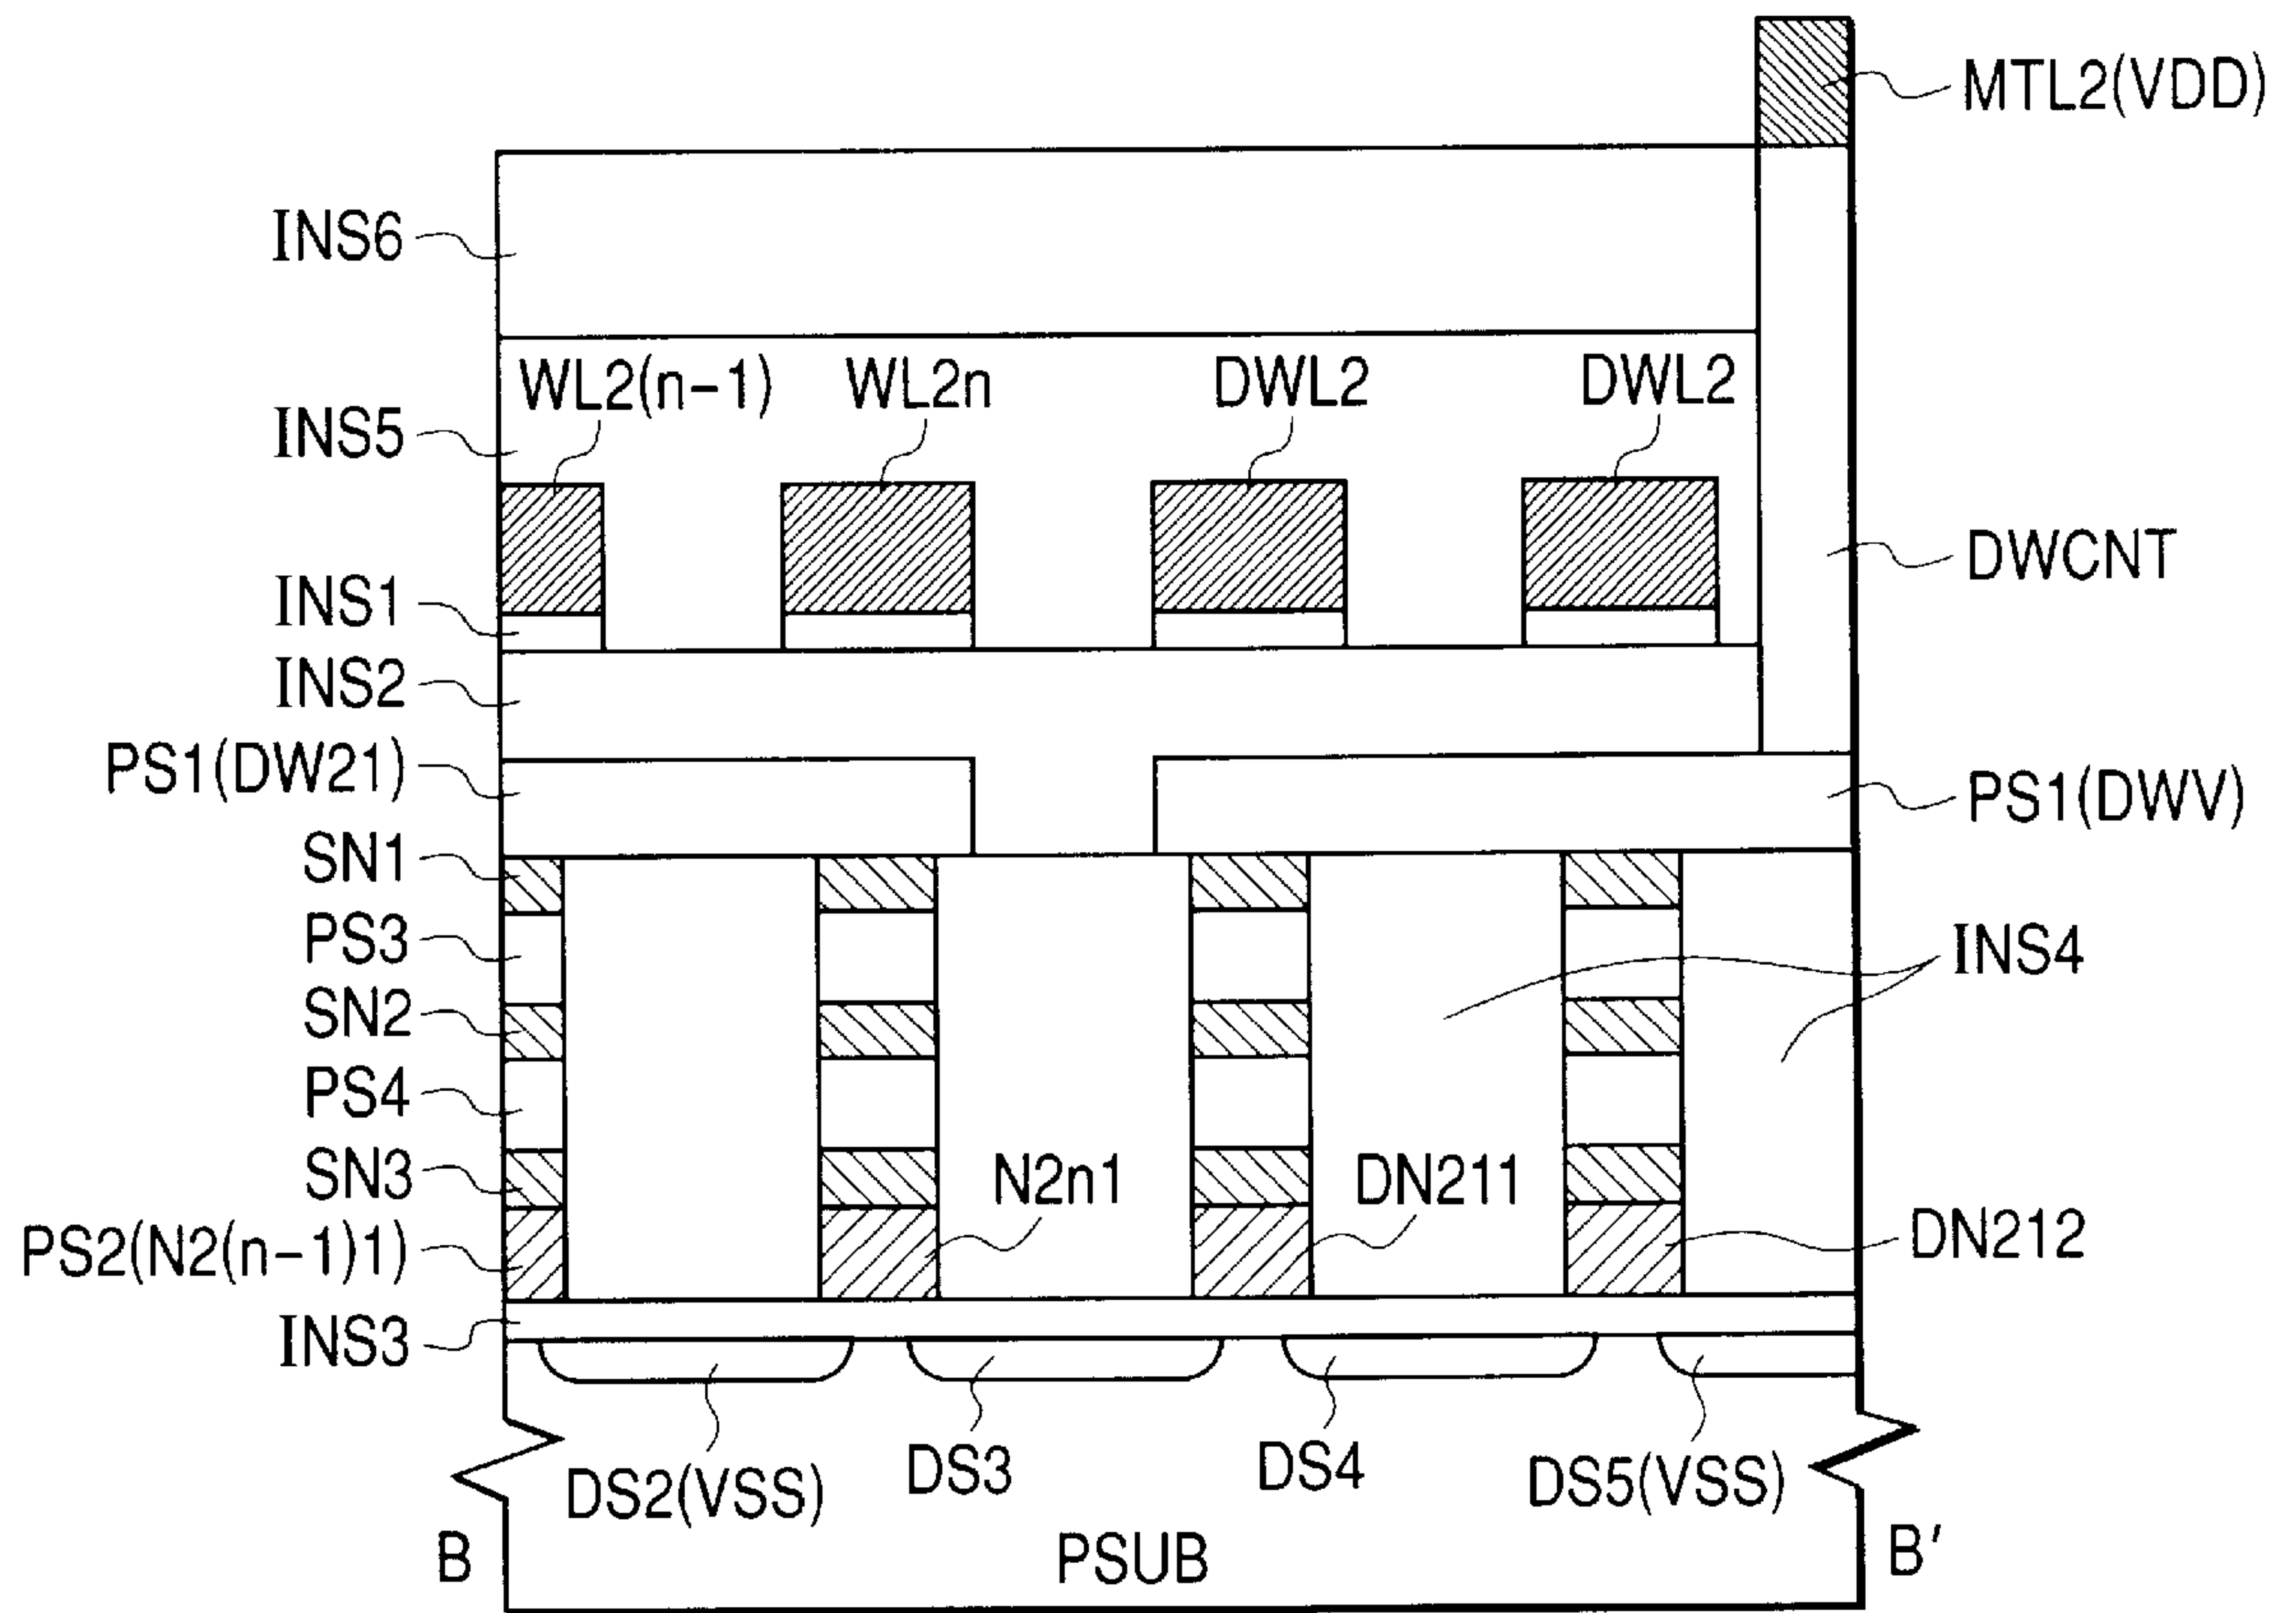 MTL2(VDD)
INS6
WL2(n-1)
WL2n
DWL2
DWL2
INS5
DWCNT
INS1
INS2
PS1(DW21)
PS1(DWV)
SN1
PS3
INS4
SN2
PS4
SN3
N2n1
DN211
PS2(N2(n-1)1)
DN212
INS3
DS2(VSS)
DS3
DS4
DS5(VSS)
B
PSUB
B'